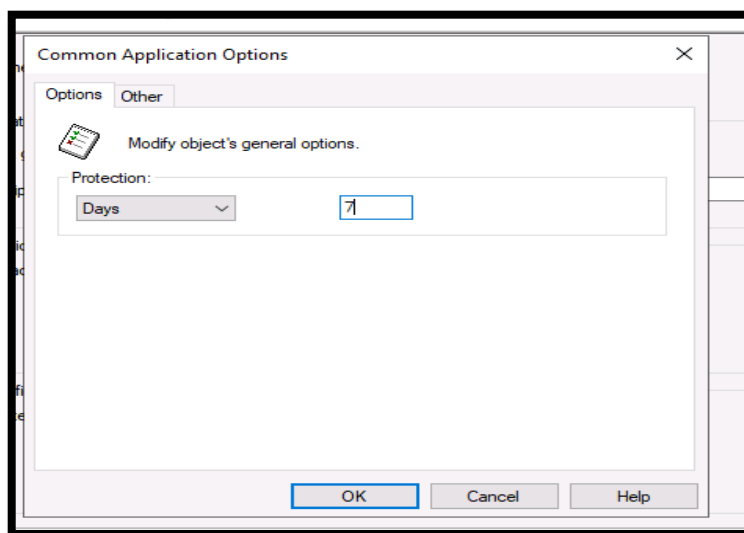 Common Application Options
Options Other
Modify object's general options.
Protection:
Days 7
OK Cancel Help